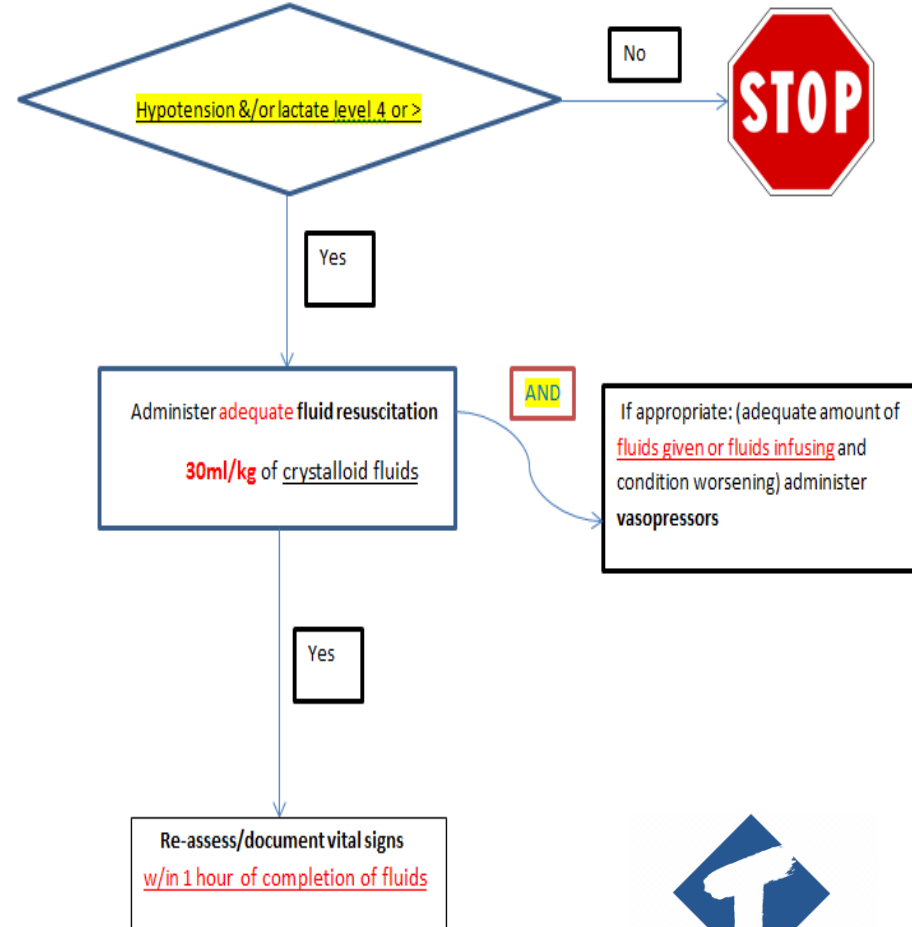 No
STOP
Hypotension &/or lactate level 4 or >
Yes
Administer adequate fluid resuscitation
30ml/kg of crystalloid fluids
AND
If appropriate: (adequate amount of
fluids given or fluids infusing and
condition worsening) administer
vasopressors
Yes
Re-assess/document vital signs
w/in 1 hour of completion of fluids